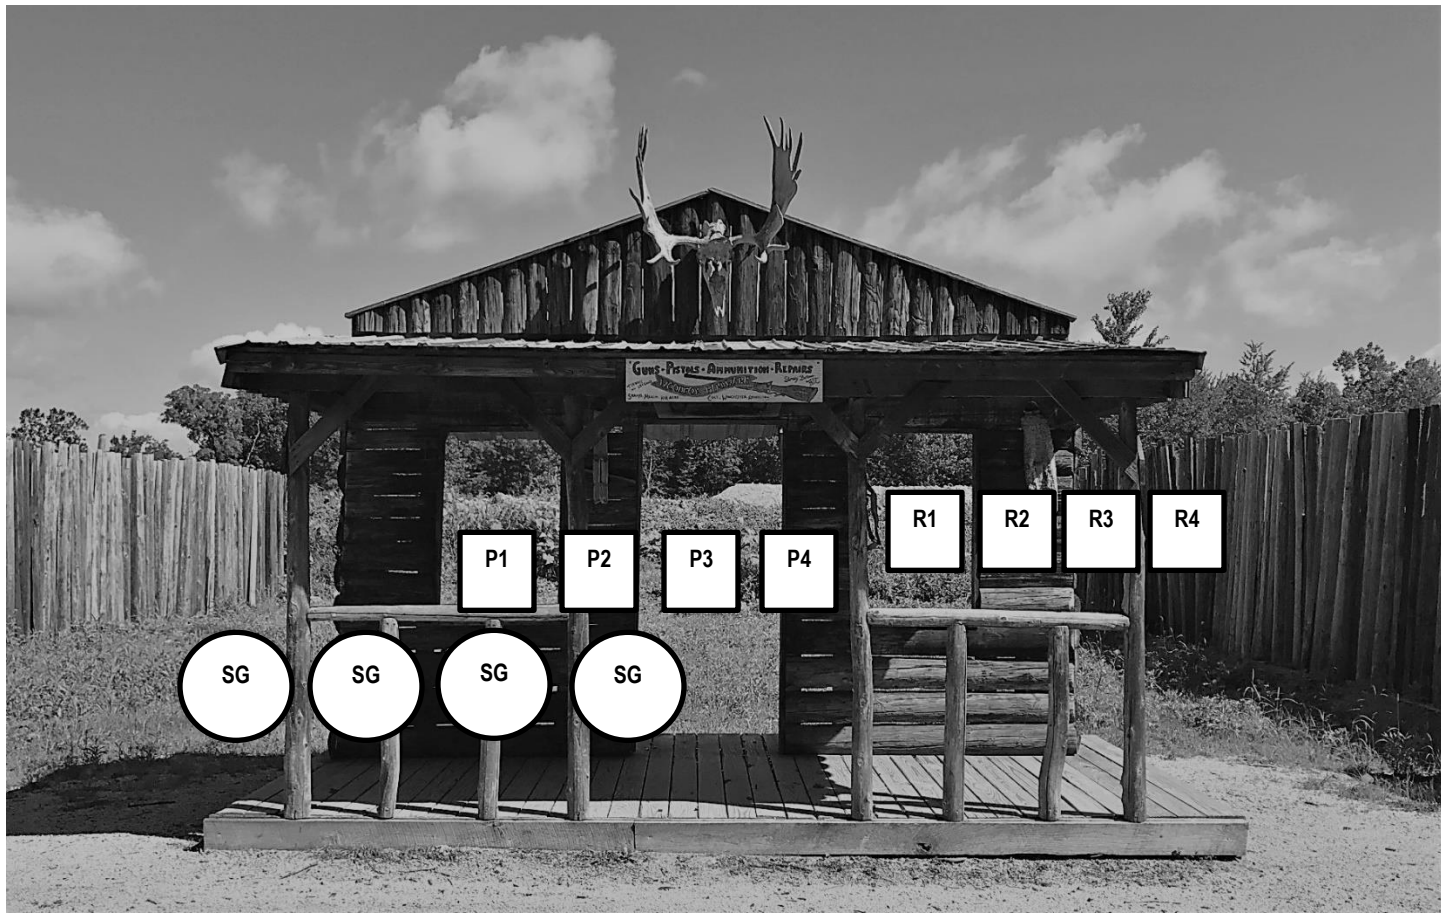 GUNS - PISTOLS - AMMUNITION - REPAIRS
R1 R2 R3 R4
P1 P2 P3 P4
SG SG SG SG